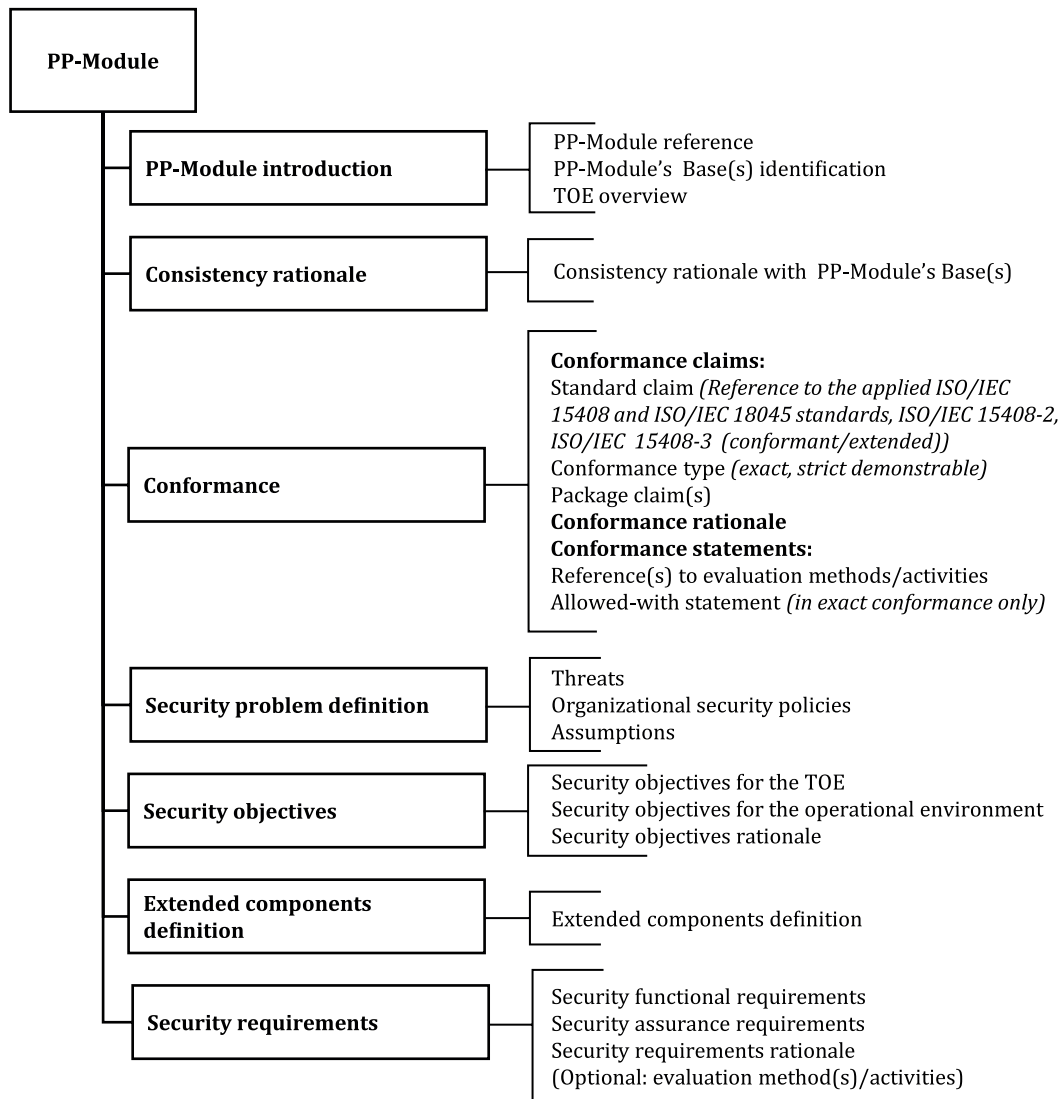 PP-Module
PP-Module introduction
PP-Module reference
PP-Module’s Base(s) identification
TOE overview
Consistency rationale
Consistency rationale with PP-Module’s Base(s)
Conformance
Conformance claims:
Standard claim (Reference to the applied ISO/IEC
15408 and ISO/IEC 18045 standards, ISO/IEC 15408-2,
ISO/IEC 15408-3 (conformant/extended))
Conformance type (exact, strict demonstrable)
Package claim(s)
Conformance rationale
Conformance statements:
Reference(s) to evaluation methods/activities
Allowed-with statement (in exact conformance only)
Security problem definition
Threats
Organizational security policies
Assumptions
Security objectives
Security objectives for the TOE
Security objectives for the operational environment
Security objectives rationale
Extended components
definition
Extended components definition
Security requirements
Security functional requirements
Security assurance requirements
Security requirements rationale
(Optional: evaluation method(s)/activities)